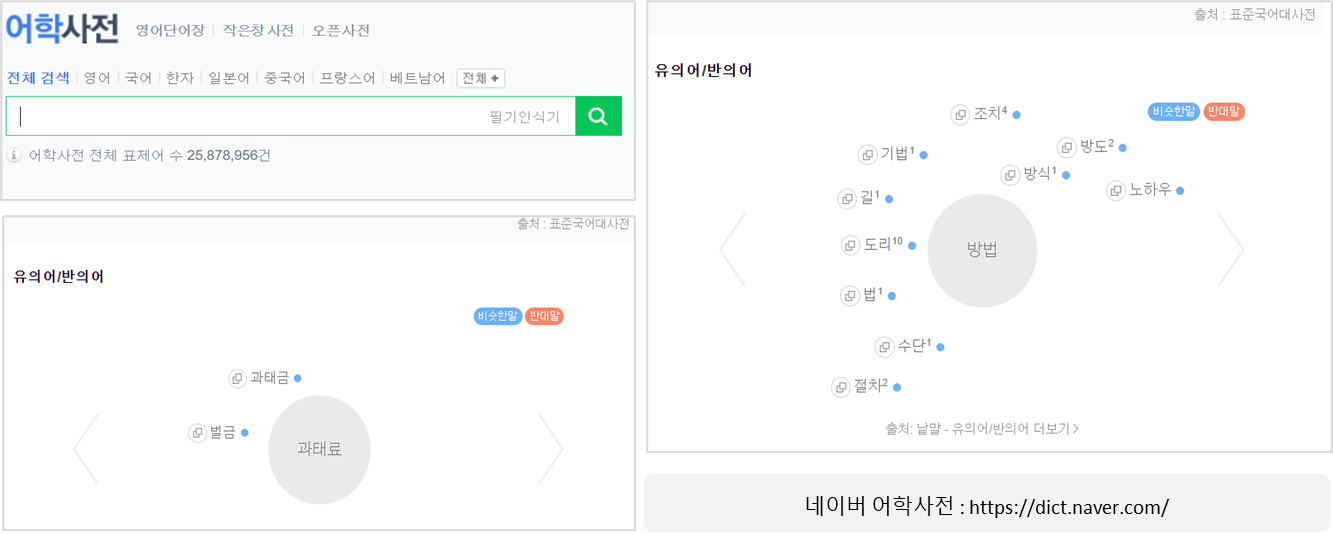 어학사전 영어단어장 작은창 사전 오픈사전
전체 검색 영어 국어 한자 일본어 중국어 프랑스어 베트남어 전체 +
필기인식기
어학사전 전체 표제어 수 25,878,956건
출처 : 표준국어대사전
유의어/반의어
비슷한말 반대말
과태금
벌금
과태료
출처 : 표준국어대사전
유의어/반의어
비슷한말 반대말
조치4
방도2
기법1
방식1
노하우
길1
도리10
방법
법1
수단1
절차2
출처: 낱말 - 유의어/반의어 더보기 >
네이버 어학사전 : https://dict.naver.com/